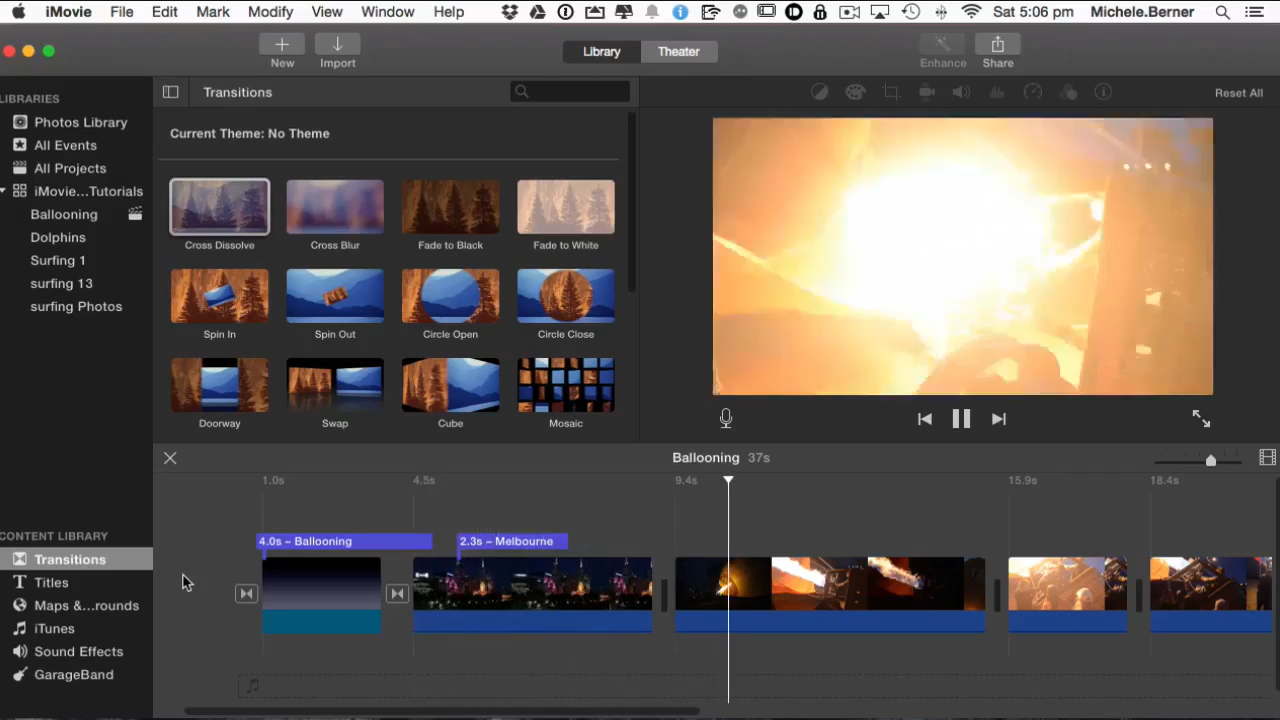 iMovie File Edit Mark Modify View Window Help Sat 5:06 pm Michele.Berner
New Import Library Theater Enhance Share
LIBRARIES
Photos Library
All Events
All Projects
iMovie...Tutorials
Ballooning
Dolphins
Surfing 1
surfing 13
surfing Photos
CONTENT LIBRARY
Transitions
Titles
Maps &...rounds
iTunes
Sound Effects
GarageBand
Transitions
Current Theme: No Theme
Cross Dissolve Cross Blur Fade to Black Fade to White
Spin In Spin Out Circle Open Circle Close
Doorway Swap Cube Mosaic
Reset All
Ballooning 37s
1.0s 4.5s 9.4s 15.9s 18.4s
4.0s – Ballooning 2.3s – Melbourne